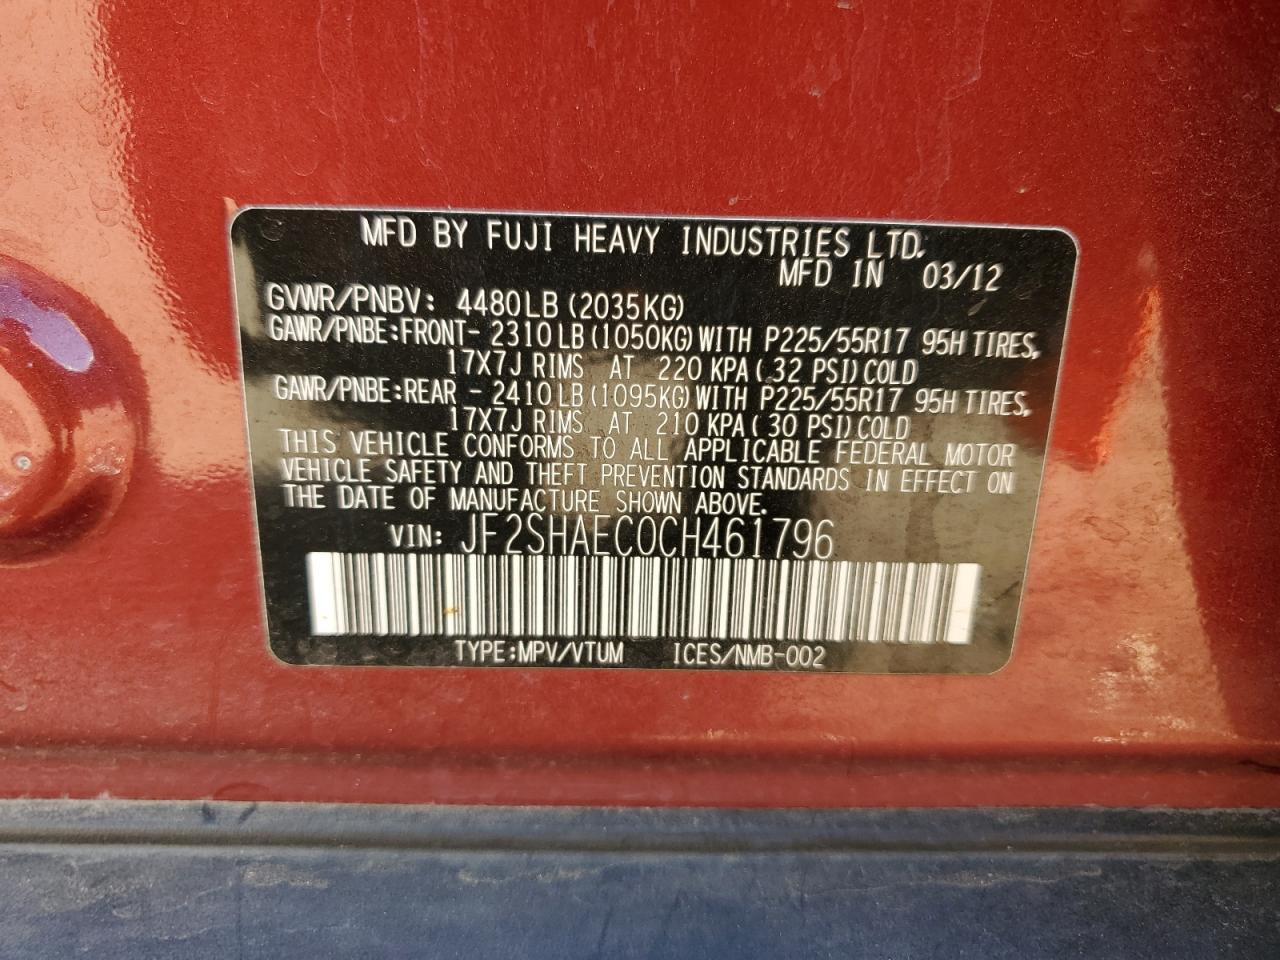 MFD BY FUJI HEAVY INDUSTRIES LTD.
MFD IN 03/12
GVWR/PNBV: 4480LB (2035KG)
GAWR/PNBE:FRONT- 2310LB(1050KG)WITH P225/55R17 95H TIRES,
17X7J RIMS AT 220 KPA( 32 PSI)COLD
GAWR/PNBE:REAR - 2410LB(1095KG)WITH P225/55R17 95H TIRES,
17X7J RIMS AT 210 KPA( 30 PSI)COLD
THIS VEHICLE CONFORMS TO ALL APPLICABLE FEDERAL MOTOR
VEHICLE SAFETY AND THEFT PREVENTION STANDARDS IN EFFECT ON
THE DATE OF MANUFACTURE SHOWN ABOVE.
VIN: JF2SHAEC0CH461796
TYPE:MPV/VTUM ICES/NMB-002